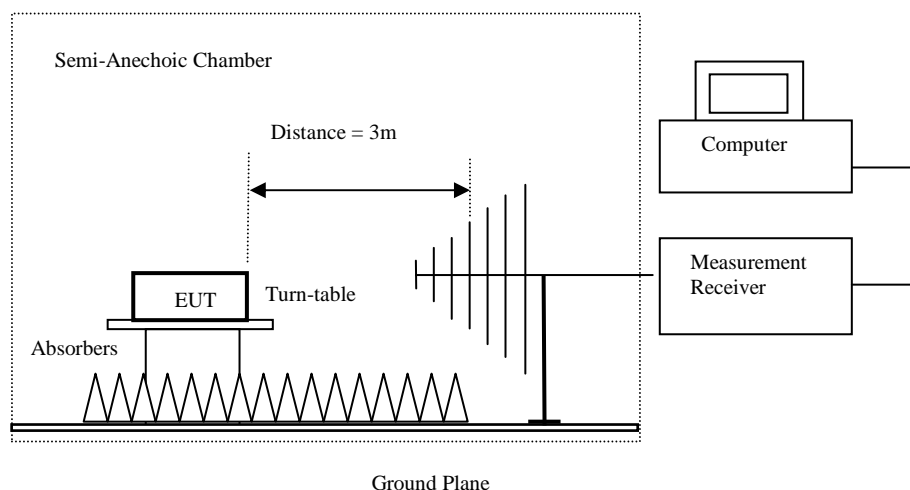 Semi-Anechoic Chamber
Distance = 3m
Computer
Measurement
Receiver
EUT
Turn-table
Absorbers
Ground Plane